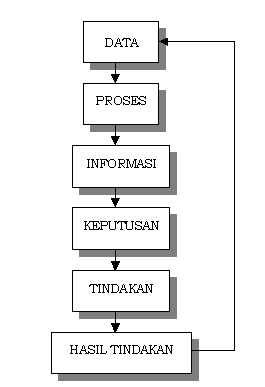 DATA
PROSES
INFORMASI
KEPUTUSAN
TINDAKAN
HASIL TINDAKAN